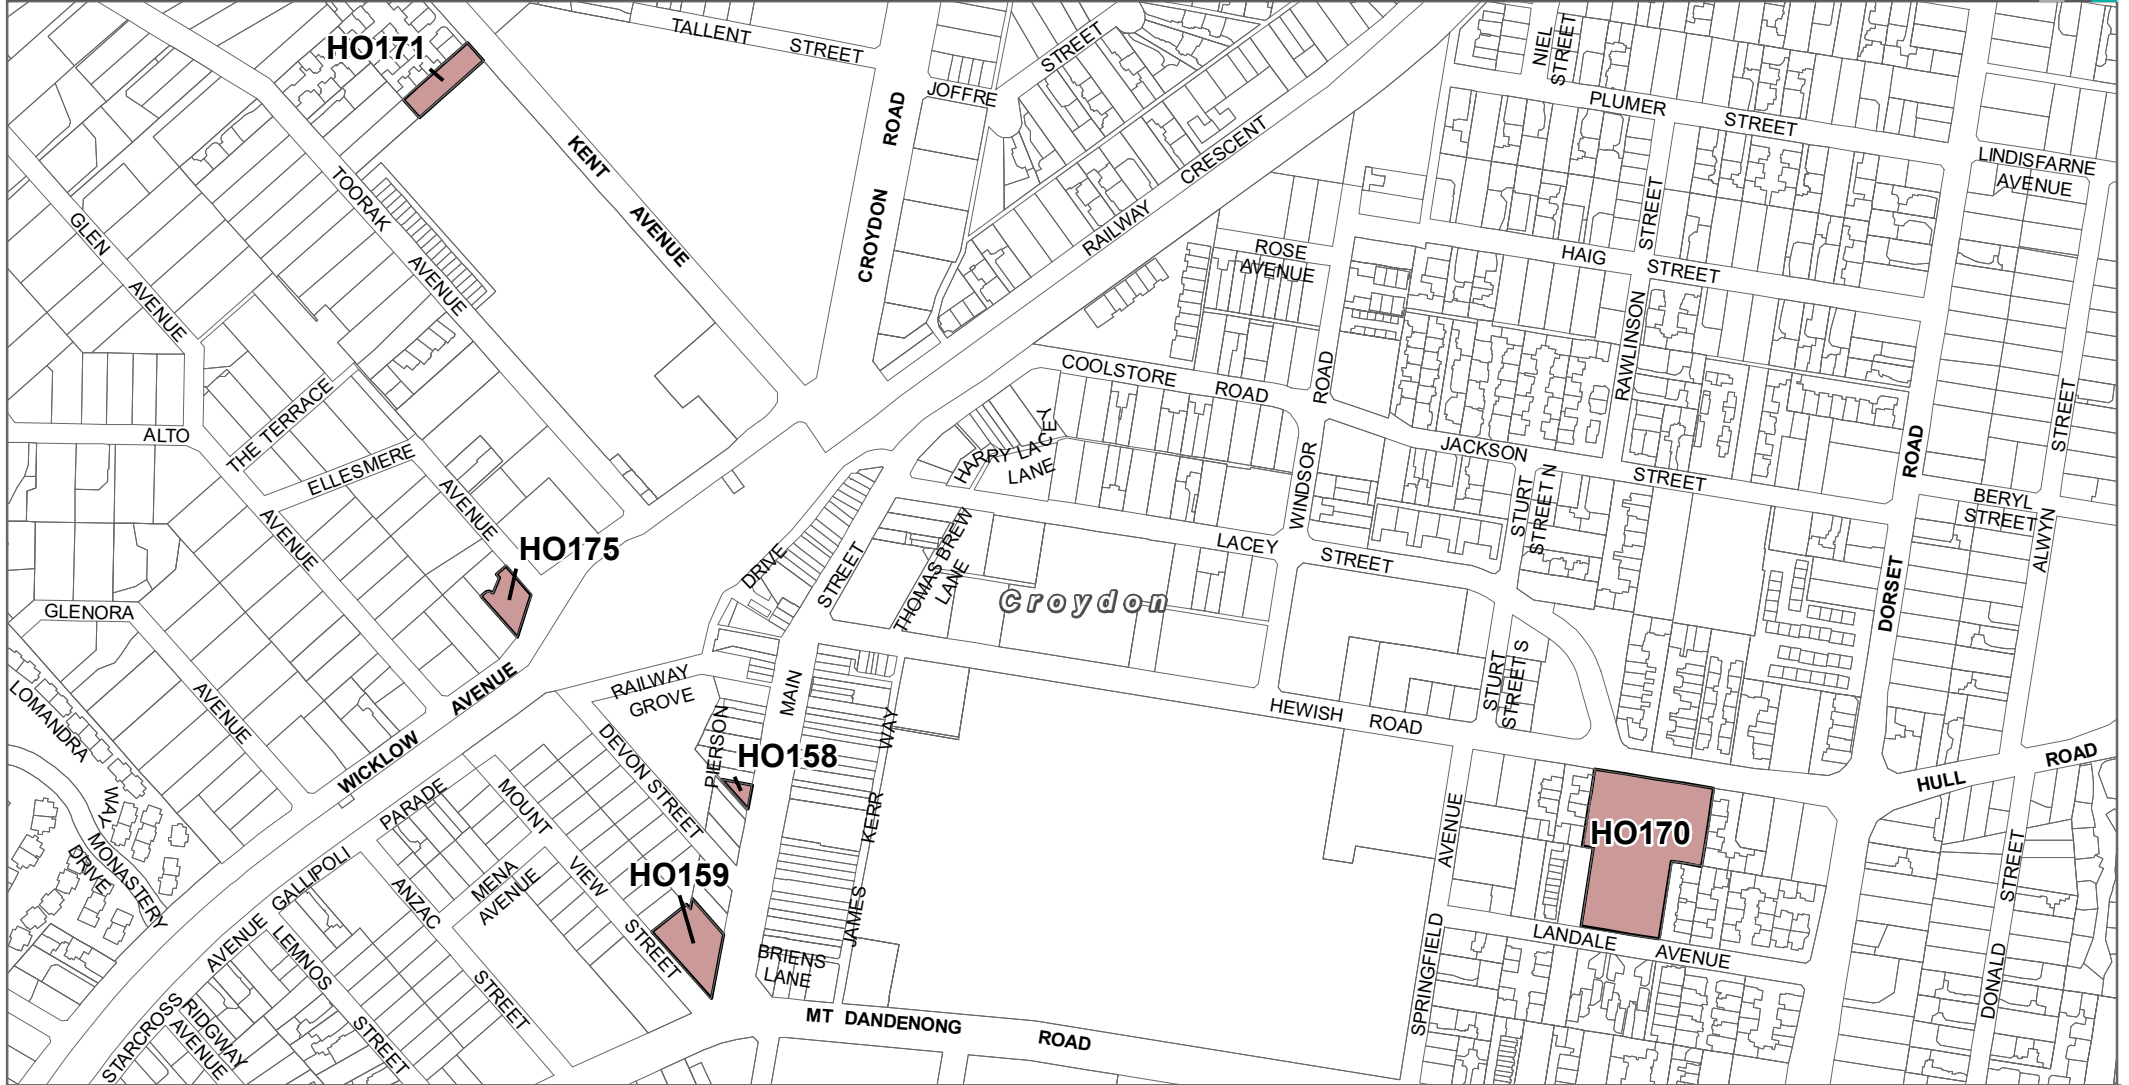 HO171
TALLENT STREET
STREET
NIEL
STREET
JOFFRE
CROYDON ROAD
PLUMER STREET
KENT AVENUE
RAILWAY CRESCENT
LINDISFARNE
AVENUE
TOORAK AVENUE
GLEN AVENUE
ROSE
AVENUE
HAIG STREET
RAWLINSON STREET
COOLSTORE ROAD
THE TERRACE
ALTO AVENUE
ELLESMERE
AVENUE
HARRY LACEY
LANE
WINDSOR ROAD
JACKSON STREET
STURT
STREET N
DORSET ROAD
BERYL
STREET
ALWYN STREET
HO175
DRIVE
STREET
THOMAS BREW
LANE
LACEY STREET
Croydon
GLENORA AVENUE
WICKLOW AVENUE
RAILWAY
GROVE
MAIN
STURT
STREET S
HEWISH ROAD
LOMANDRA
WAY
DEVON STREET
PIERSON
HO158
JAMES KERR WAY
HULL ROAD
MONASTERY
DRIVE
GALLIPOLI PARADE
MOUNT VIEW STREET
MENA
AVENUE
ANZAC STREET
HO159
HO170
SPRINGFIELD AVENUE
LANDALE AVENUE
DONALD STREET
BRIENS
LANE
STARCROSS AVENUE
RIDGWAY
AVENUE
LEMNOS STREET
MT DANDENONG ROAD